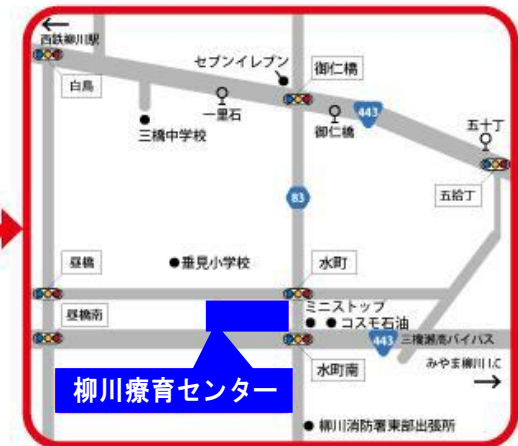 ←
西鉄柳川駅
セブンイレブン
御仁橋
白鳥
一里石
三橋中学校
御仁橋
443
五十丁
五拾丁
83
昼橋
●垂見小学校
水町
ミニストップ
● ● コスモ石油
昼橋南
443 三橋瀬高バイパス
水町南
みやま柳川I.C
→
柳川療育センター
● 柳川消防署東部出張所